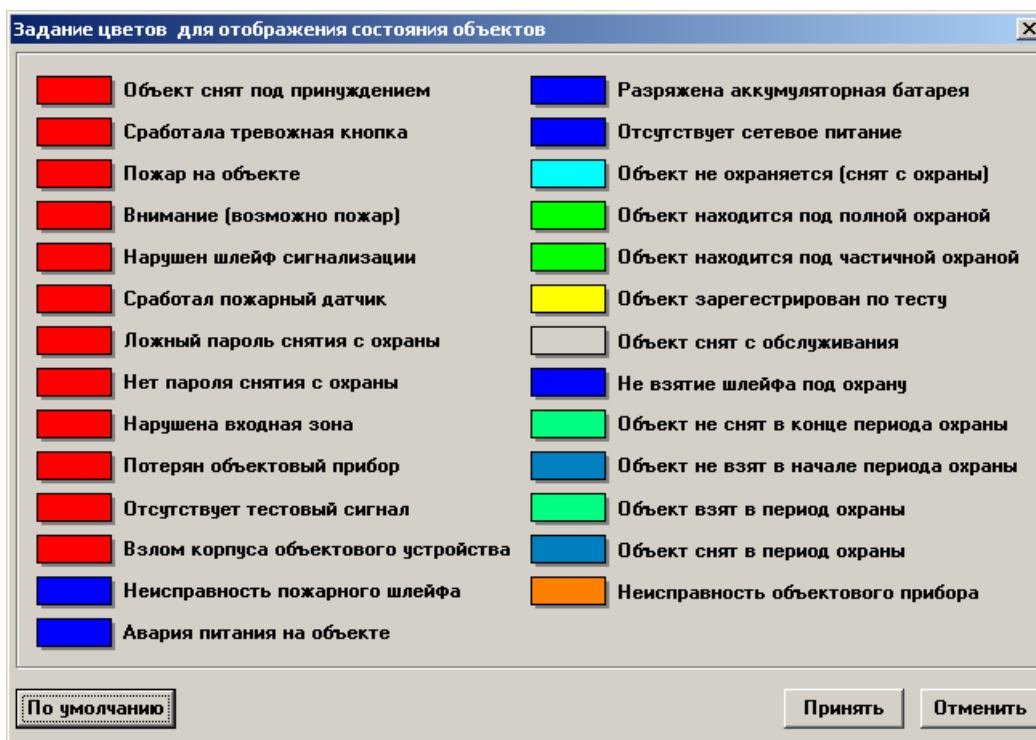 Задание цветов для отображения состояния объектов
Объект снят под принуждением
Сработала тревожная кнопка
Пожар на объекте
Внимание (возможно пожар)
Нарушен шлейф сигнализации
Сработал пожарный датчик
Ложный пароль снятия с охраны
Нет пароля снятия с охраны
Нарушена входная зона
Потерян объектовый прибор
Отсутствует тестовый сигнал
Взлом корпуса объектового устройства
Неисправность пожарного шлейфа
Авария питания на объекте
Разряжена аккумуляторная батарея
Отсутствует сетевое питание
Объект не охраняется (снят с охраны)
Объект находится под полной охраной
Объект находится под частичной охраной
Объект зарегестрирован по тесту
Объект снят с обслуживания
Не взятие шлейфа под охрану
Объект не снят в конце периода охраны
Объект не взят в начале периода охраны
Объект взят в период охраны
Объект снят в период охраны
Неисправность объектового прибора
По умолчанию
Принять
Отменить